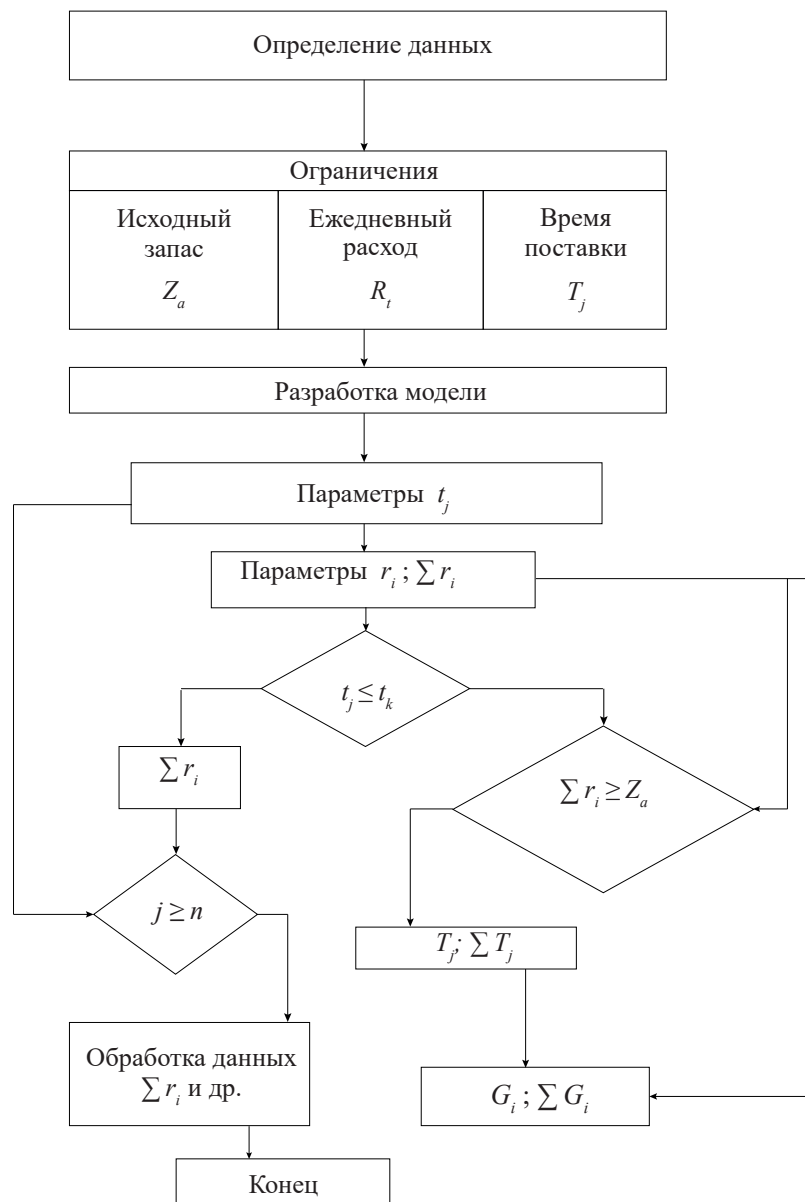 Определение данных
Ограничения
Исходный
запас
Z_a
Ежедневный
расход
R_t
Время
поставки
T_j
Разработка модели
Параметры t_j
Параметры r_i ; ∑ r_i
t_j ≤ t_k
∑ r_i
∑ r_i ≥ Z_a
j ≥ n
T_j; ∑ T_j
Обработка данных
∑ r_i и др.
G_i ; ∑ G_i
Конец